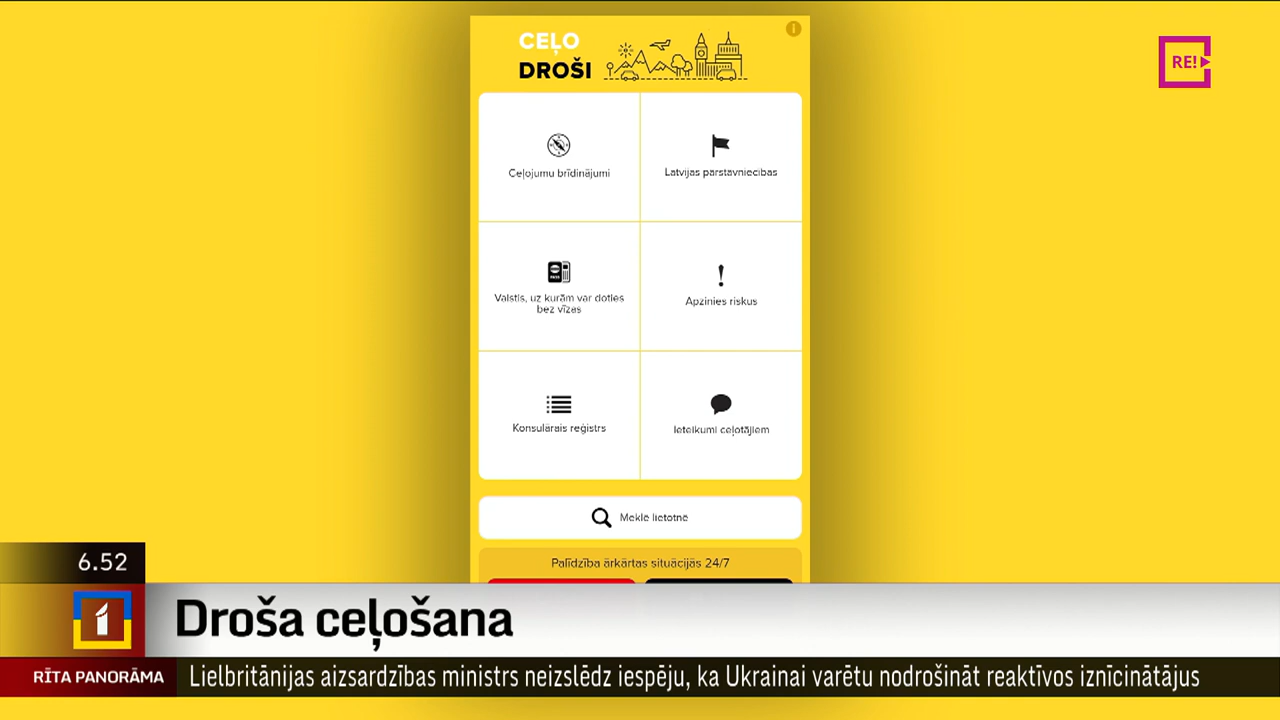 CEĻO
DROŠI
i
RE!
Ceļojumu brīdinājumi
Latvijas pārstāvniecības
Valstis, uz kurām var doties
bez vīzas
Apzinies riskus
Konsulārais reģistrs
Ieteikumi ceļotājiem
Meklē lietotnē
Palīdzība ārkārtas situācijās 24/7
6.52
1
Droša ceļošana
RĪTA PANORĀMA
Lielbritānijas aizsardzības ministrs neizslēdz iespēju, ka Ukrainai varētu nodrošināt reaktīvos iznīcinātājus